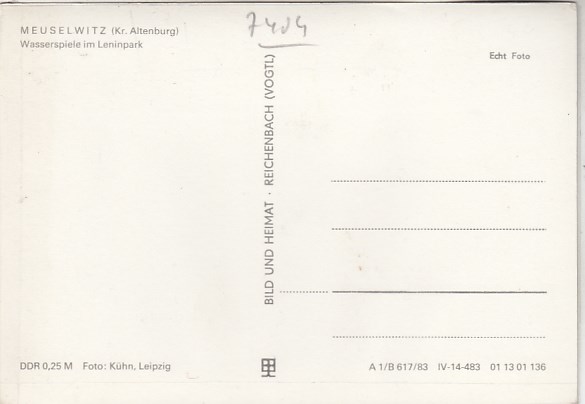 7404
MEUSELWITZ (Kr. Altenburg)
Wasserspiele im Leninpark
Echt Foto
BILD UND HEIMAT · REICHENBACH (VOGTL)
DDR 0,25 M Foto: Kühn, Leipzig
A 1/B 617/83 IV-14-483 01 13 01 136